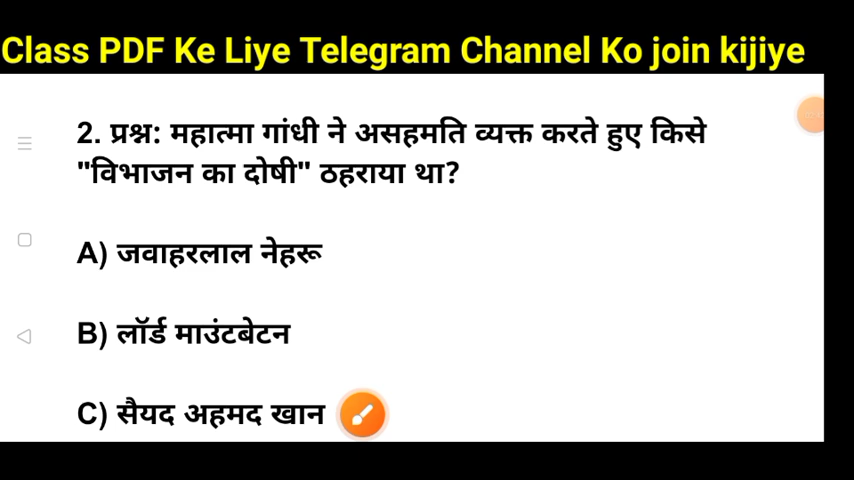 Class PDF Ke Liye Telegram Channel Ko join kijiye
2. प्रश्न: महात्मा गांधी ने असहमति व्यक्त करते हुए किसे
"विभाजन का दोषी" ठहराया था?
A) जवाहरलाल नेहरू
B) लॉर्ड माउंटबेटन
C) सैयद अहमद खान